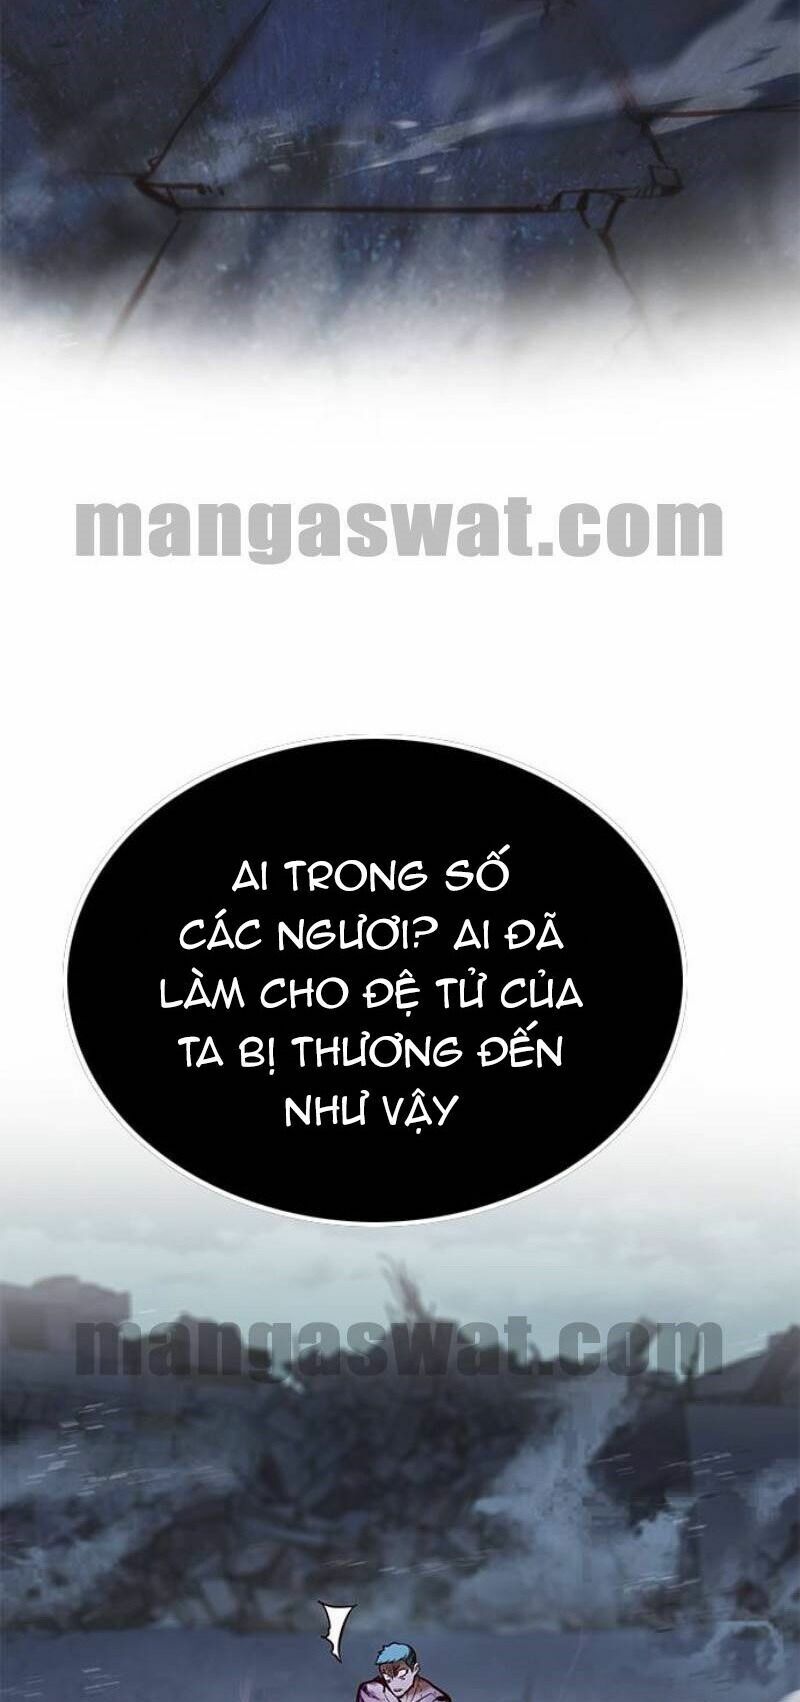 mangaswat.com
AI TRONG SỐ
CÁC NGƯƠI? AI ĐÃ
LÀM CHO ĐỆ TỬ CỦA
TA BỊ THƯƠNG ĐẾN
NHƯ VẬY
mangaswat.com